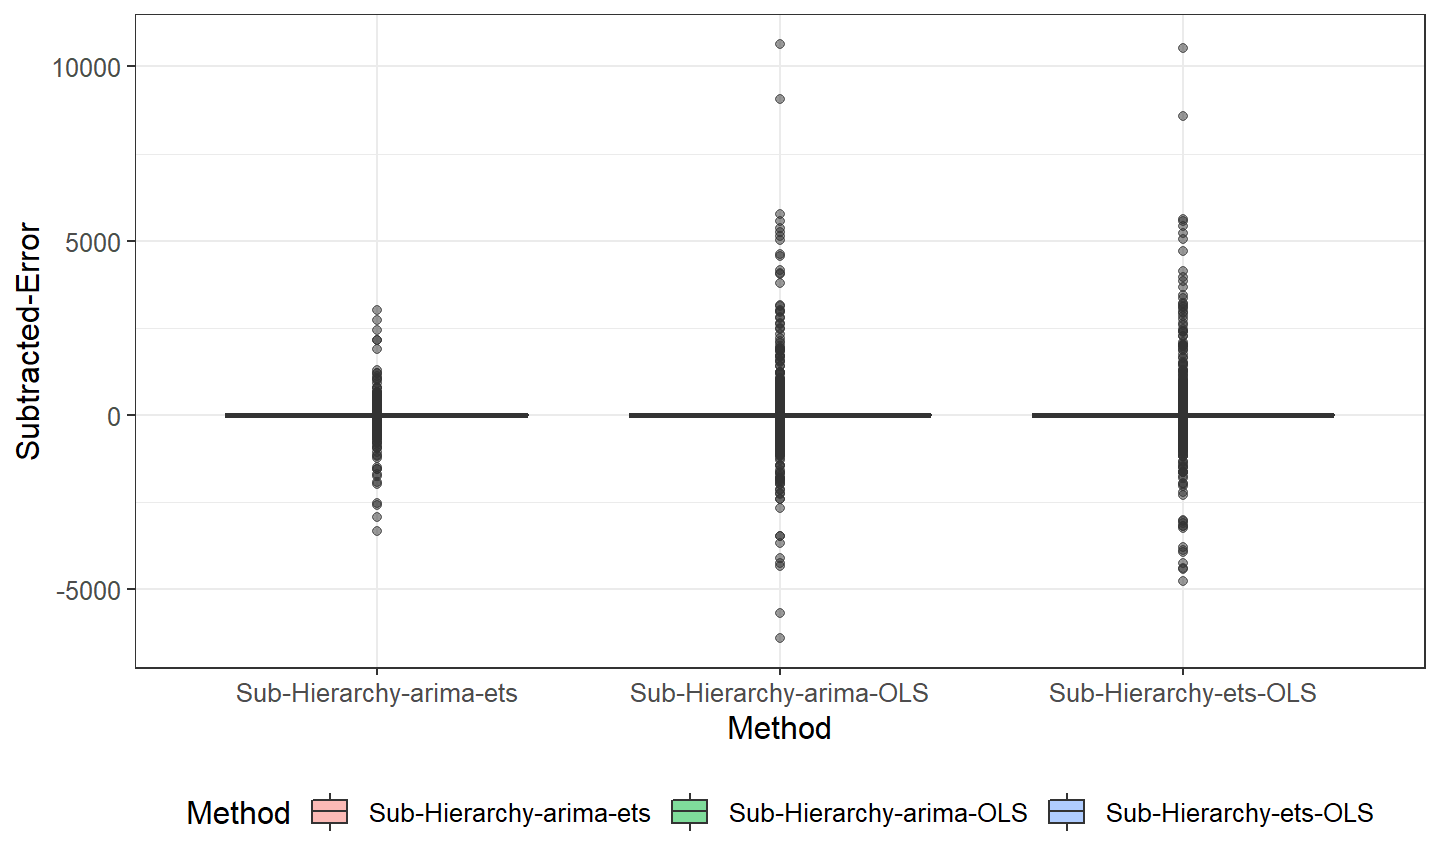 Subtracted-Error
10000
5000
0
-5000
Sub-Hierarchy-arima-ets
Sub-Hierarchy-arima-OLS
Sub-Hierarchy-ets-OLS
Method
Method Sub-Hierarchy-arima-ets Sub-Hierarchy-arima-OLS Sub-Hierarchy-ets-OLS